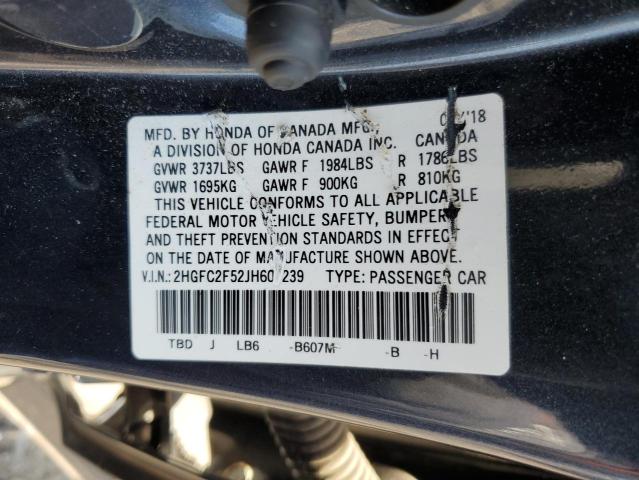 /'18
MFD. BY HONDA OF CANADA MFG., CANADA
A DIVISION OF HONDA CANADA INC.
GVWR 3737LBS GAWR F 1984LBS R 1786LBS
GVWR 1695KG GAWR F 900KG R 810KG
THIS VEHICLE CONFORMS TO ALL APPLICABLE
FEDERAL MOTOR VEHICLE SAFETY, BUMPER
AND THEFT PREVENTION STANDARDS IN EFFECT
ON THE DATE OF MANUFACTURE SHOWN ABOVE.
V.I.N.: TYPE: PASSENGER CAR
TBD J LB6 -B607M -B -H